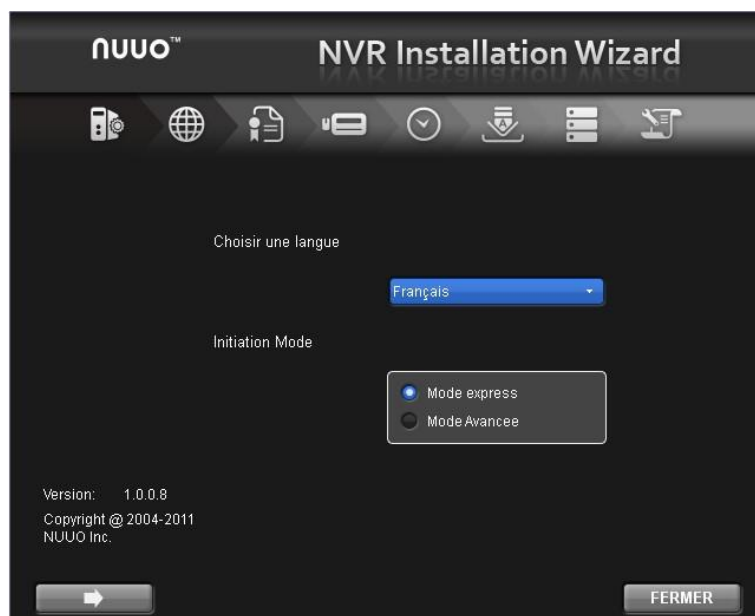 nuuo™
NVR Installation Wizard
Choisir une langue
Français
Initiation Mode
Mode express
Mode Avancee
Version: 1.0.0.8
Copyright @ 2004-2011
NUUO Inc.
FERMER